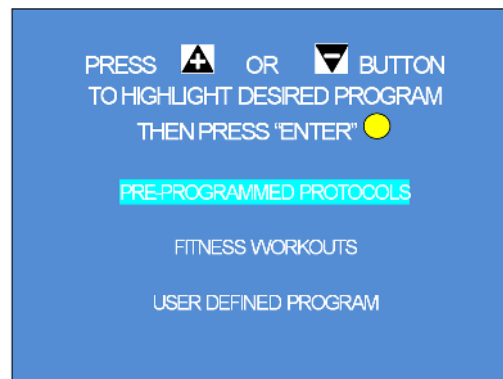 PRESS + OR - BUTTON
TO HIGHLIGHT DESIRED PROGRAM
THEN PRESS “ENTER”
PRE-PROGRAMMED PROTOCOLS
FITNESS WORKOUTS
USER DEFINED PROGRAM